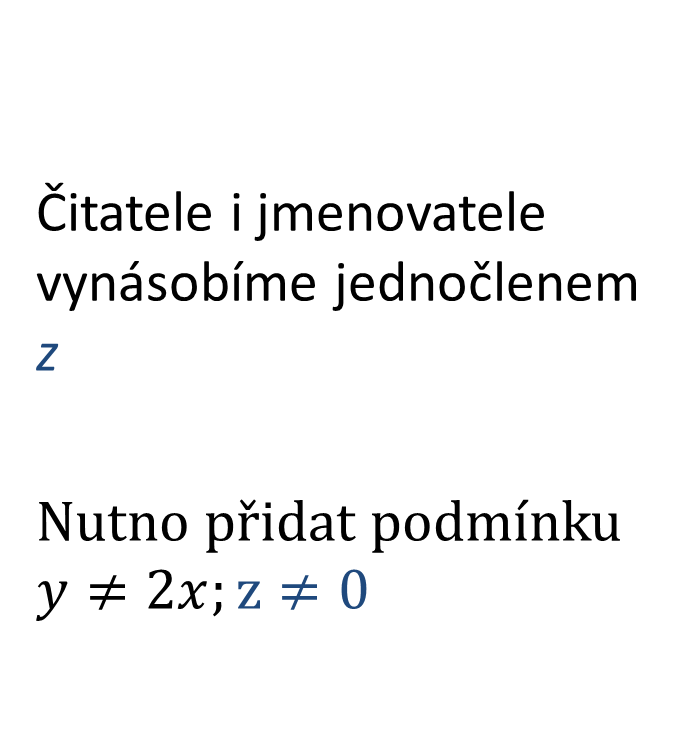 Čitatele i jmenovatele
vynásobíme jednočlenem
z
Nutno přidat podmínku
y ≠ 2x; z ≠ 0